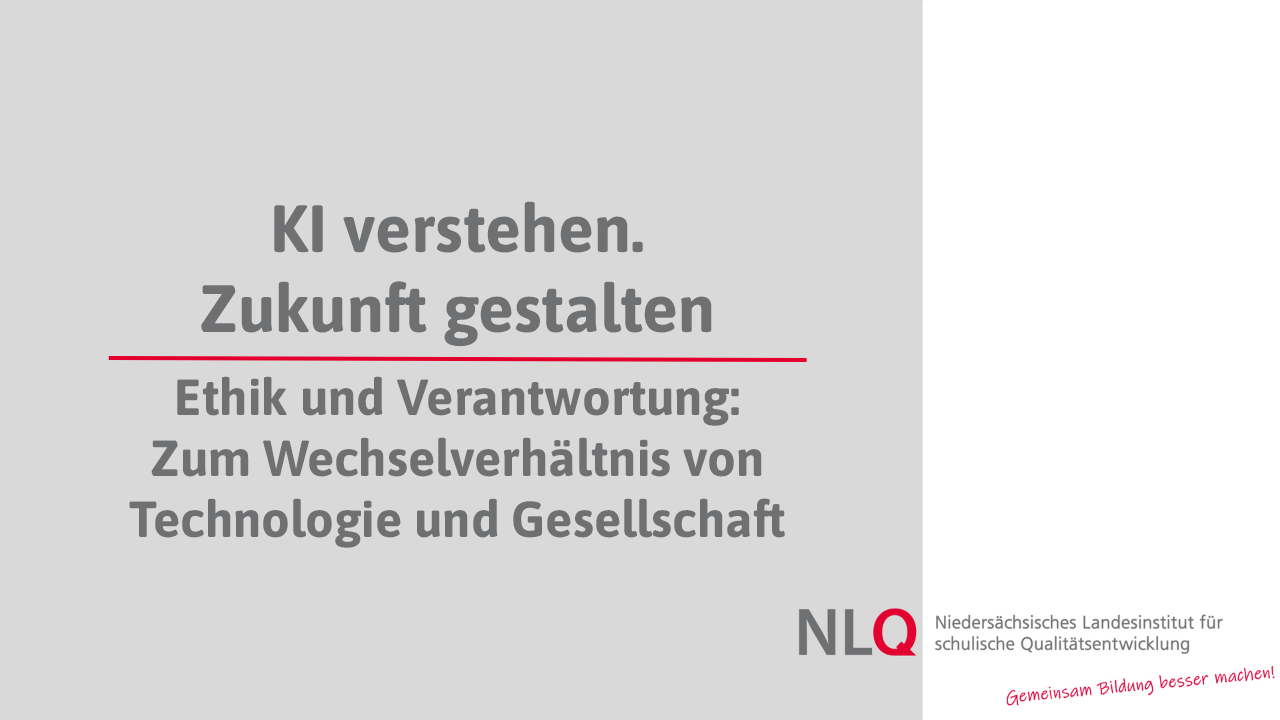 KI verstehen.
Zukunft gestalten
Ethik und Verantwortung:
Zum Wechselverhältnis von
Technologie und Gesellschaft
NLQ
Niedersächsisches Landesinstitut für
schulische Qualitätsentwicklung
Gemeinsam Bildung besser machen!